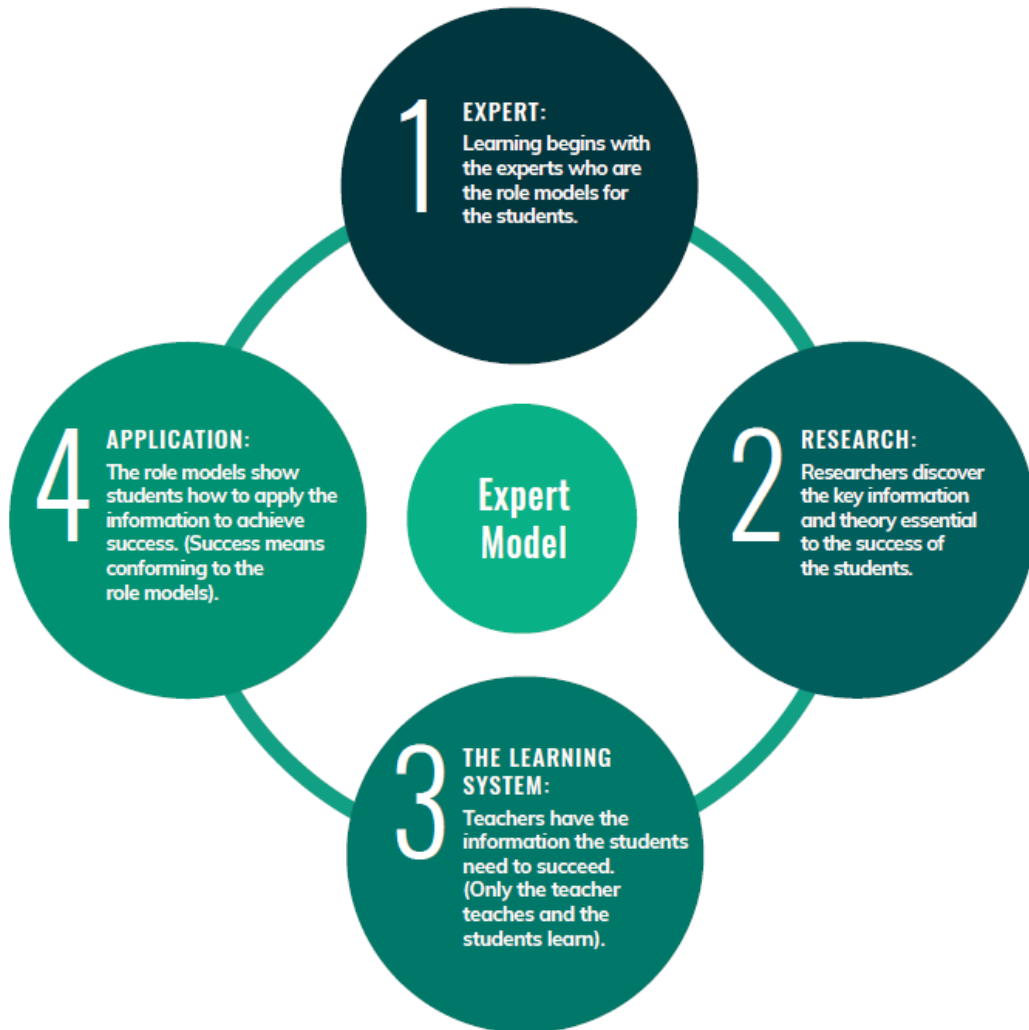 1
EXPERT:
Learning begins with
the experts who are
the role models for
the students.
2
RESEARCH:
Researchers discover
the key information
and theory essential
to the success of
the students.
3
THE LEARNING
SYSTEM:
Teachers have the
information the students
need to succeed.
(Only the teacher
teaches and the
students learn).
4
APPLICATION:
The role models show
students how to apply the
information to achieve
success. (Success means
conforming to the
role models).
Expert
Model